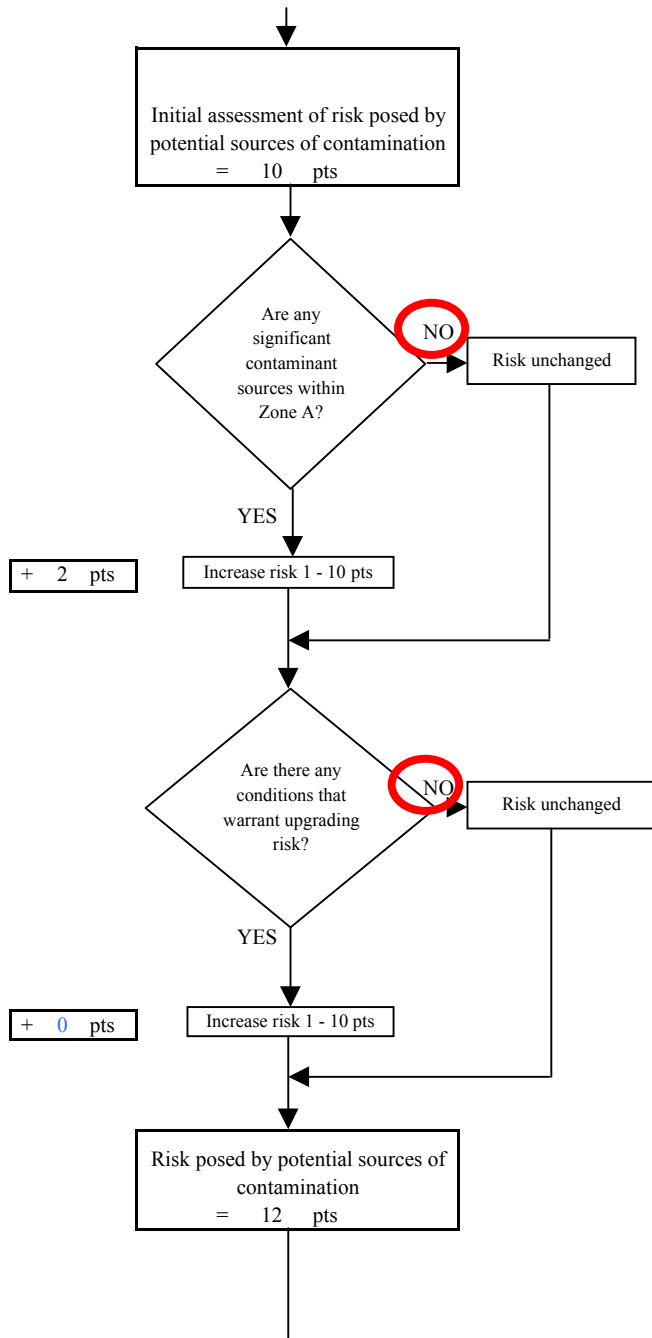 Initial assessment of risk posed by
potential sources of contamination
= 10 pts
Are any
significant
contaminant
sources within
Zone A?
NO
Risk unchanged
YES
+ 2 pts
Increase risk 1 - 10 pts
Are there any
conditions that
warrant upgrading
risk?
NO
Risk unchanged
YES
+ 0 pts
Increase risk 1 - 10 pts
Risk posed by potential sources of
contamination
= 12 pts